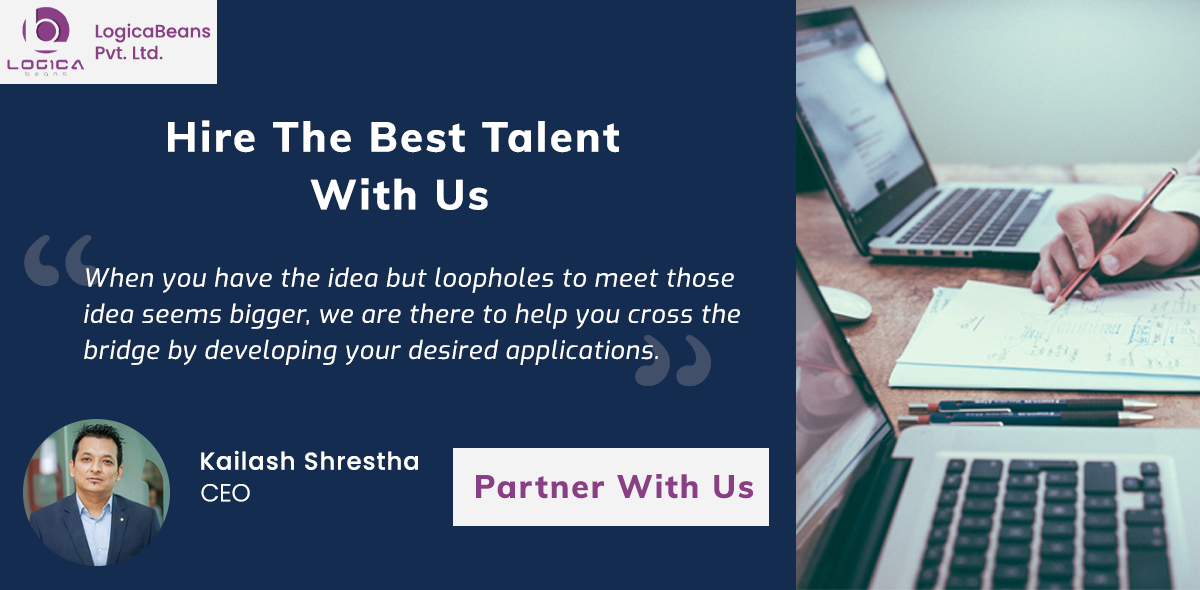 LOGICA
beans
LogicaBeans
Pvt. Ltd.
Hire The Best Talent
With Us
“
When you have the idea but loopholes to meet those
idea seems bigger, we are there to help you cross the
bridge by developing your desired applications.
”
Kailash Shrestha
CEO
Partner With Us